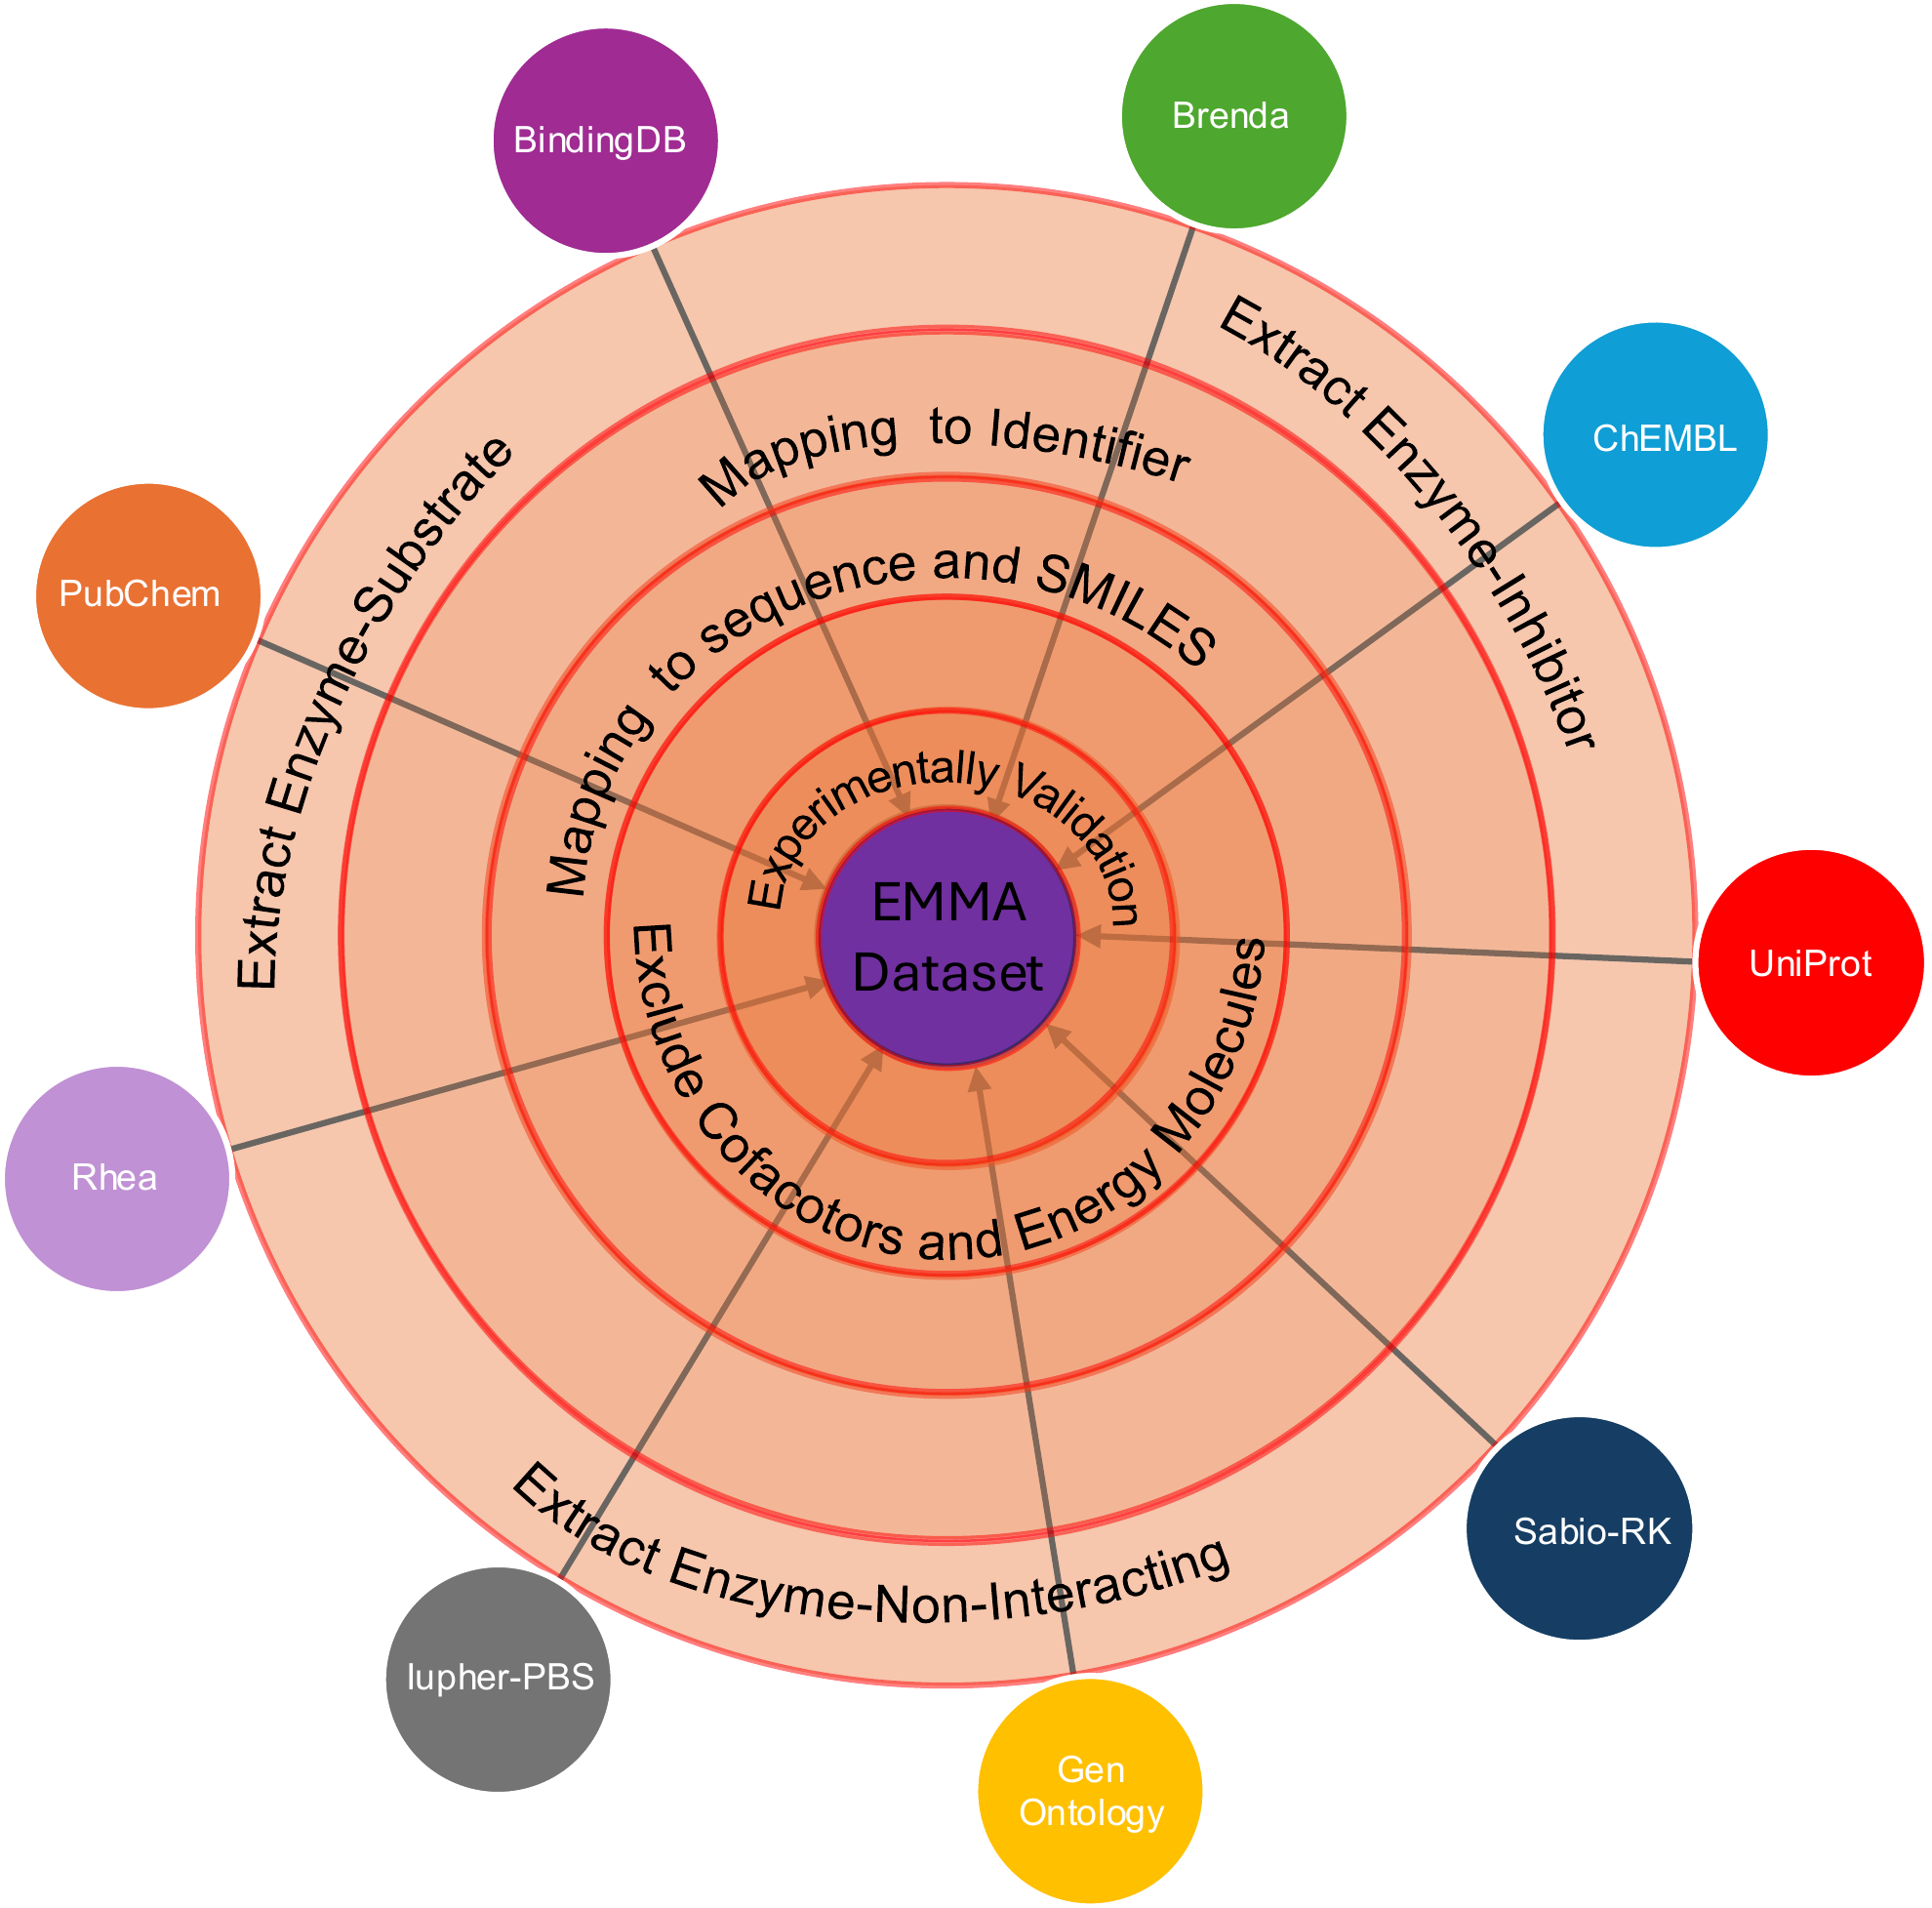 BindingDB
Brenda
ChEMBL
PubChem
UniProt
Rhea
Sabio-RK
lupher-PBS
Gen
Ontology
Extract Enzyme-Substrate
Extract Enzyme-Inhibitor
Extract Enzyme-Non-Interacting
Mapping to Identifier
Mapping to sequence and SMILES
Exclude Cofacotors and Energy Molecules
Experimentally Validation
EMMA
Dataset